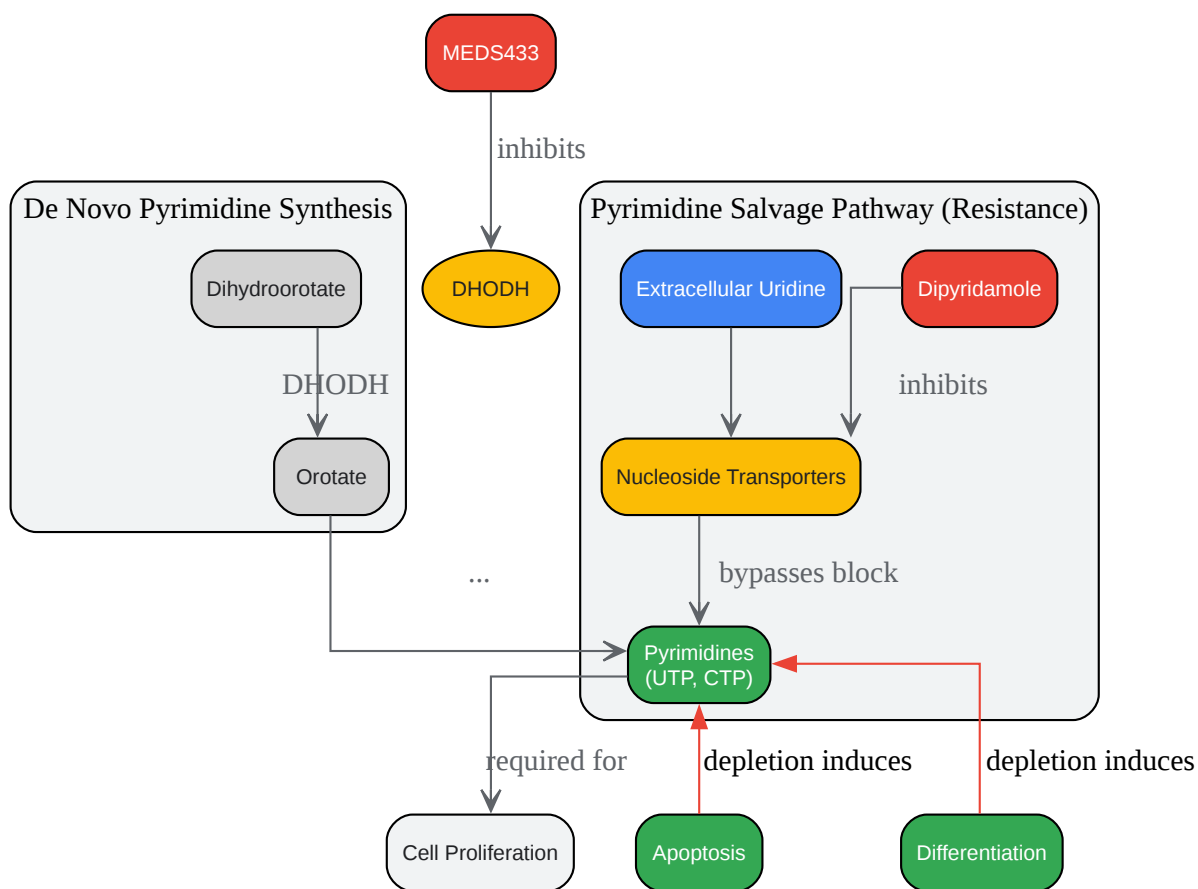 MEDS433
inhibits
De Novo Pyrimidine Synthesis
Pyrimidine Salvage Pathway (Resistance)
Dihydroorotate
DHODH
Extracellular Uridine
Dipyridamole
DHODH
inhibits
Orotate
Nucleoside Transporters
...
bypasses block
Pyrimidines
(UTP, CTP)
required for
depletion induces
depletion induces
Cell Proliferation
Apoptosis
Differentiation